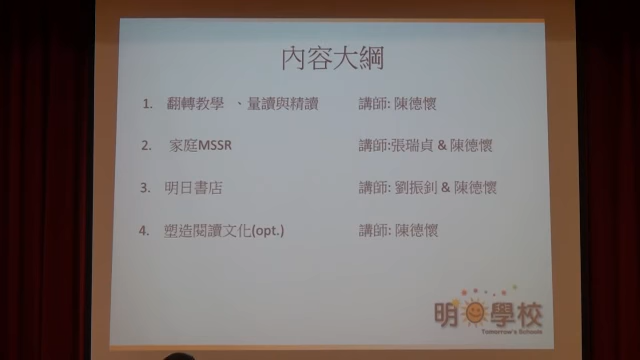 內容大綱
1. 翻轉教學 、量讀與精讀 講師: 陳德懷
2. 家庭MSSR 講師:張瑞貞 & 陳德懷
3. 明日書店 講師: 劉振釗 & 陳德懷
4. 塑造閱讀文化(opt.) 講師: 陳德懷
明日學校
Tomorrow's Schools